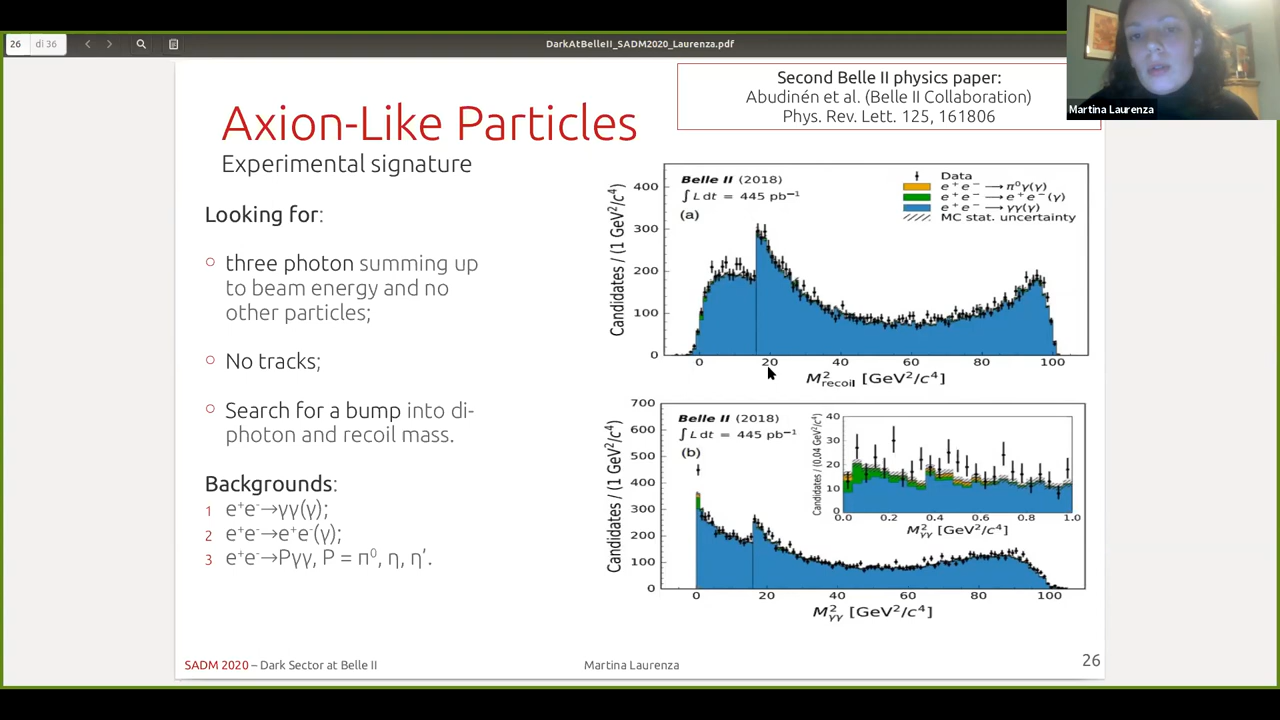 26 di 36
DarkAtBelleII_SADM2020_Laurenza.pdf
Martina Laurenza
Second Belle II physics paper:
Abudinén et al. (Belle II Collaboration)
Phys. Rev. Lett. 125, 161806
Axion-Like Particles
Experimental signature
Looking for:
three photon summing up
to beam energy and no
other particles;
No tracks;
Search for a bump into di-
photon and recoil mass.
Backgrounds:
1 e⁺e⁻→γγ(γ);
2 e⁺e⁻→e⁺e⁻(γ);
3 e⁺e⁻→Pγγ, P = π⁰, η, η’.
Belle II (2018)
∫L dt = 445 pb⁻¹
(a)
Data
e⁺e⁻ → π⁰γ(γ)
e⁺e⁻ → e⁺e⁻(γ)
e⁺e⁻ → γγ(γ)
MC stat. uncertainty
Candidates / (1 GeV²/c⁴)
400
300
200
100
0
0 20 40 60 80 100
M²recoil [GeV²/c⁴]
Belle II (2018)
∫L dt = 445 pb⁻¹
(b)
Candidates / (1 GeV²/c⁴)
700
600
500
400
300
200
100
0
0 20 40 60 80 100
M²γγ [GeV²/c⁴]
Candidates / (0.04 GeV²/c⁴)
40
30
20
10
0
0.0 0.2 0.4 0.6 0.8 1.0
M²γγ [GeV²/c⁴]
SADM 2020 – Dark Sector at Belle II
Martina Laurenza
26